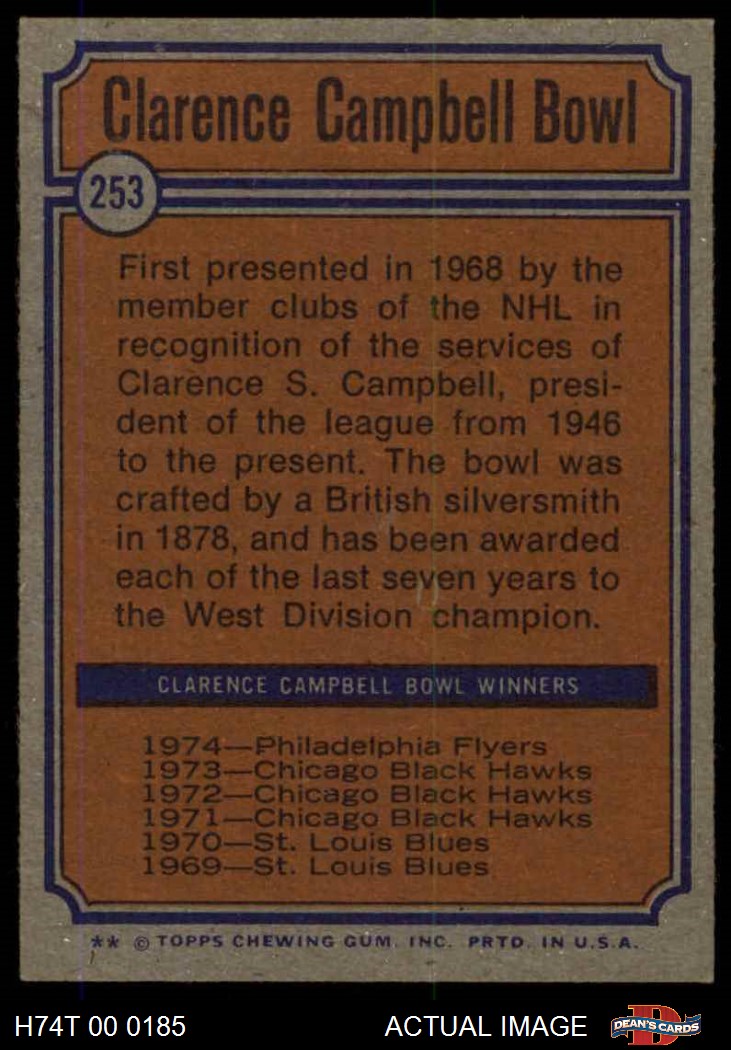 Clarence Campbell Bowl
253
First presented in 1968 by the
member clubs of the NHL in
recognition of the services of
Clarence S. Campbell, presi-
dent of the league from 1946
to the present. The bowl was
crafted by a British silversmith
in 1878, and has been awarded
each of the last seven years to
the West Division champion.
CLARENCE CAMPBELL BOWL WINNERS
1974—Philadelphia Flyers
1973—Chicago Black Hawks
1972—Chicago Black Hawks
1971—Chicago Black Hawks
1970—St. Louis Blues
1969—St. Louis Blues
** © TOPPS CHEWING GUM, INC. PRTD. IN U.S.A.
H74T 00 0185 ACTUAL IMAGE D DEAN'S CARDS